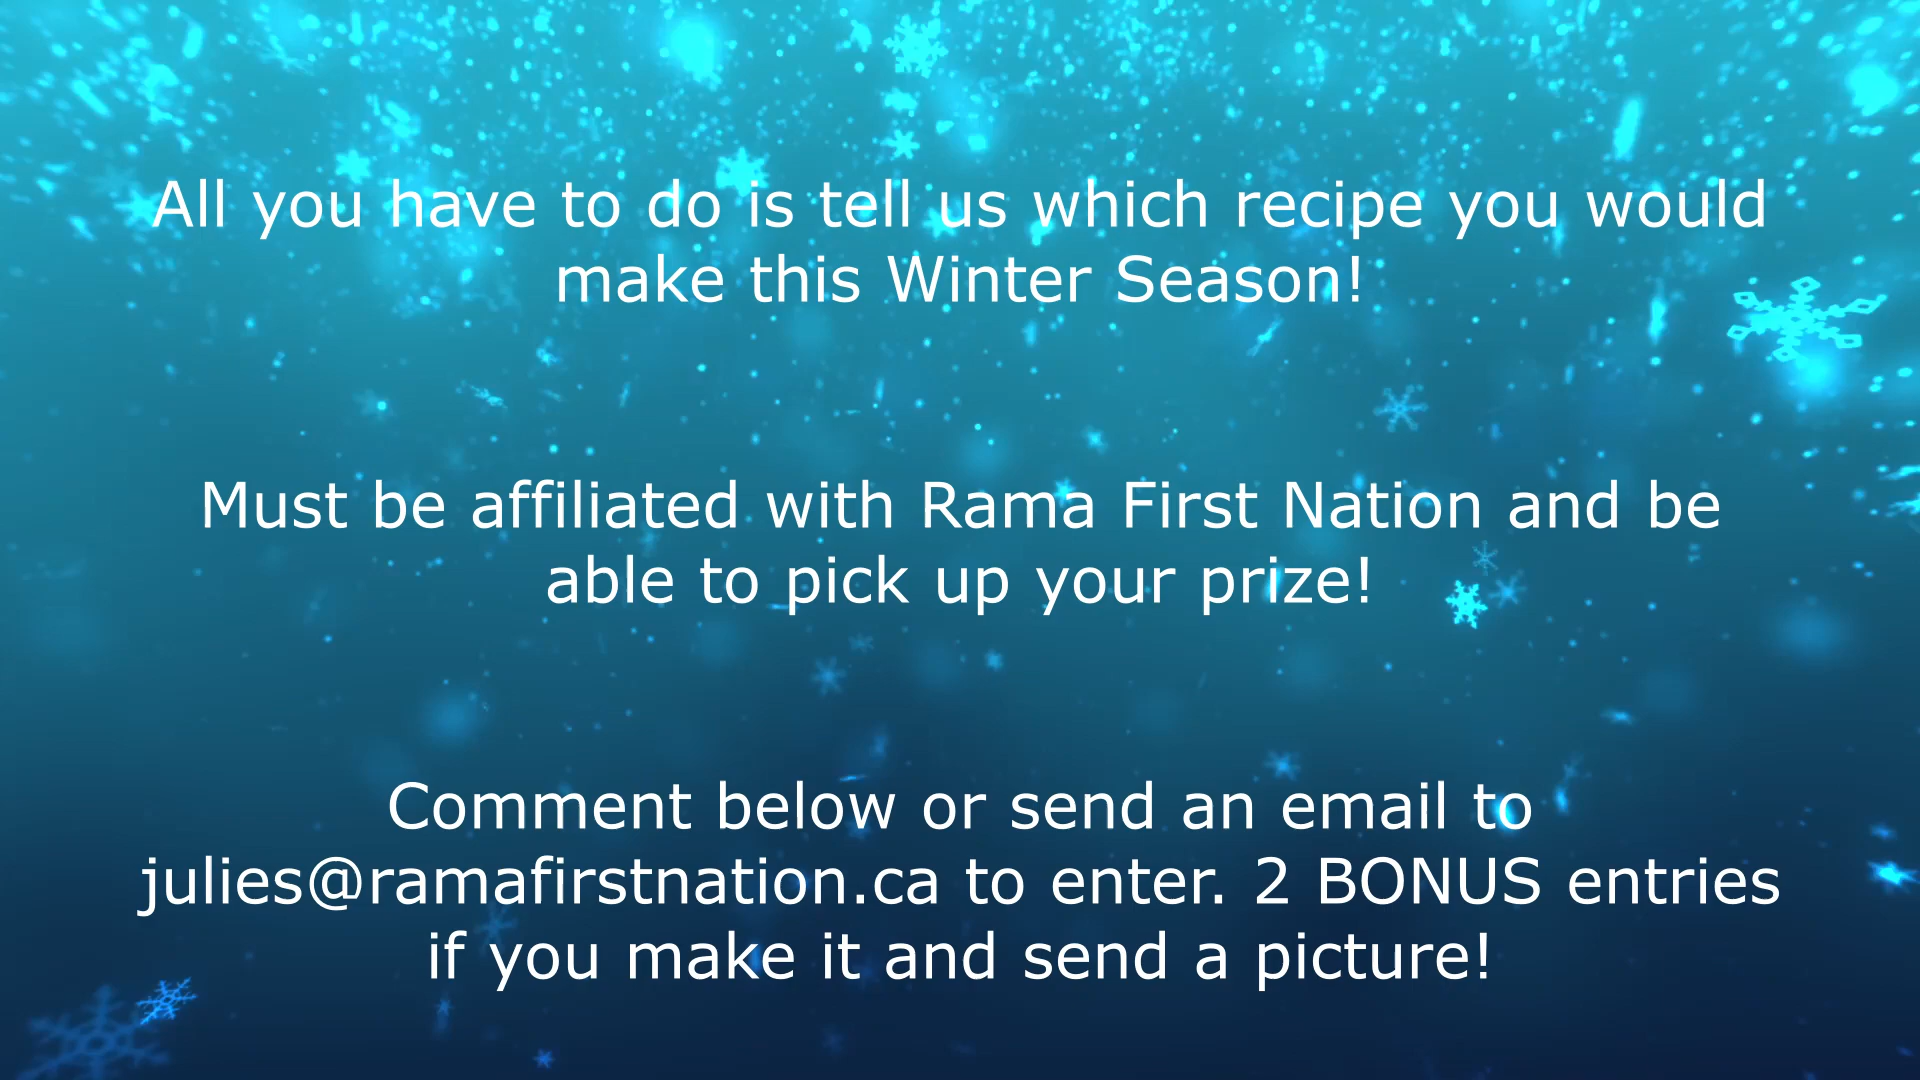 All you have to do is tell us which recipe you would
make this Winter Season!
Must be affiliated with Rama First Nation and be
able to pick up your prize!
Comment below or send an email to
julies@ramafirstnation.ca to enter. 2 BONUS entries
if you make it and send a picture!